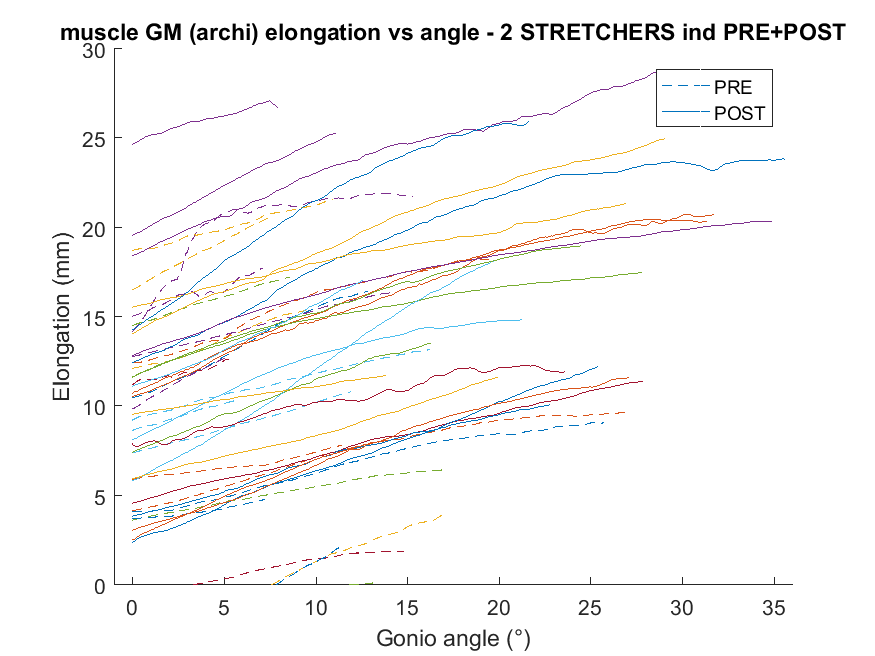 muscle GM (archi) elongation vs angle - 2 STRETCHERS ind PRE+POST
30
25
20
15
10
5
0
Elongation (mm)
PRE
POST
0 5 10 15 20 25 30 35
Gonio angle (°)